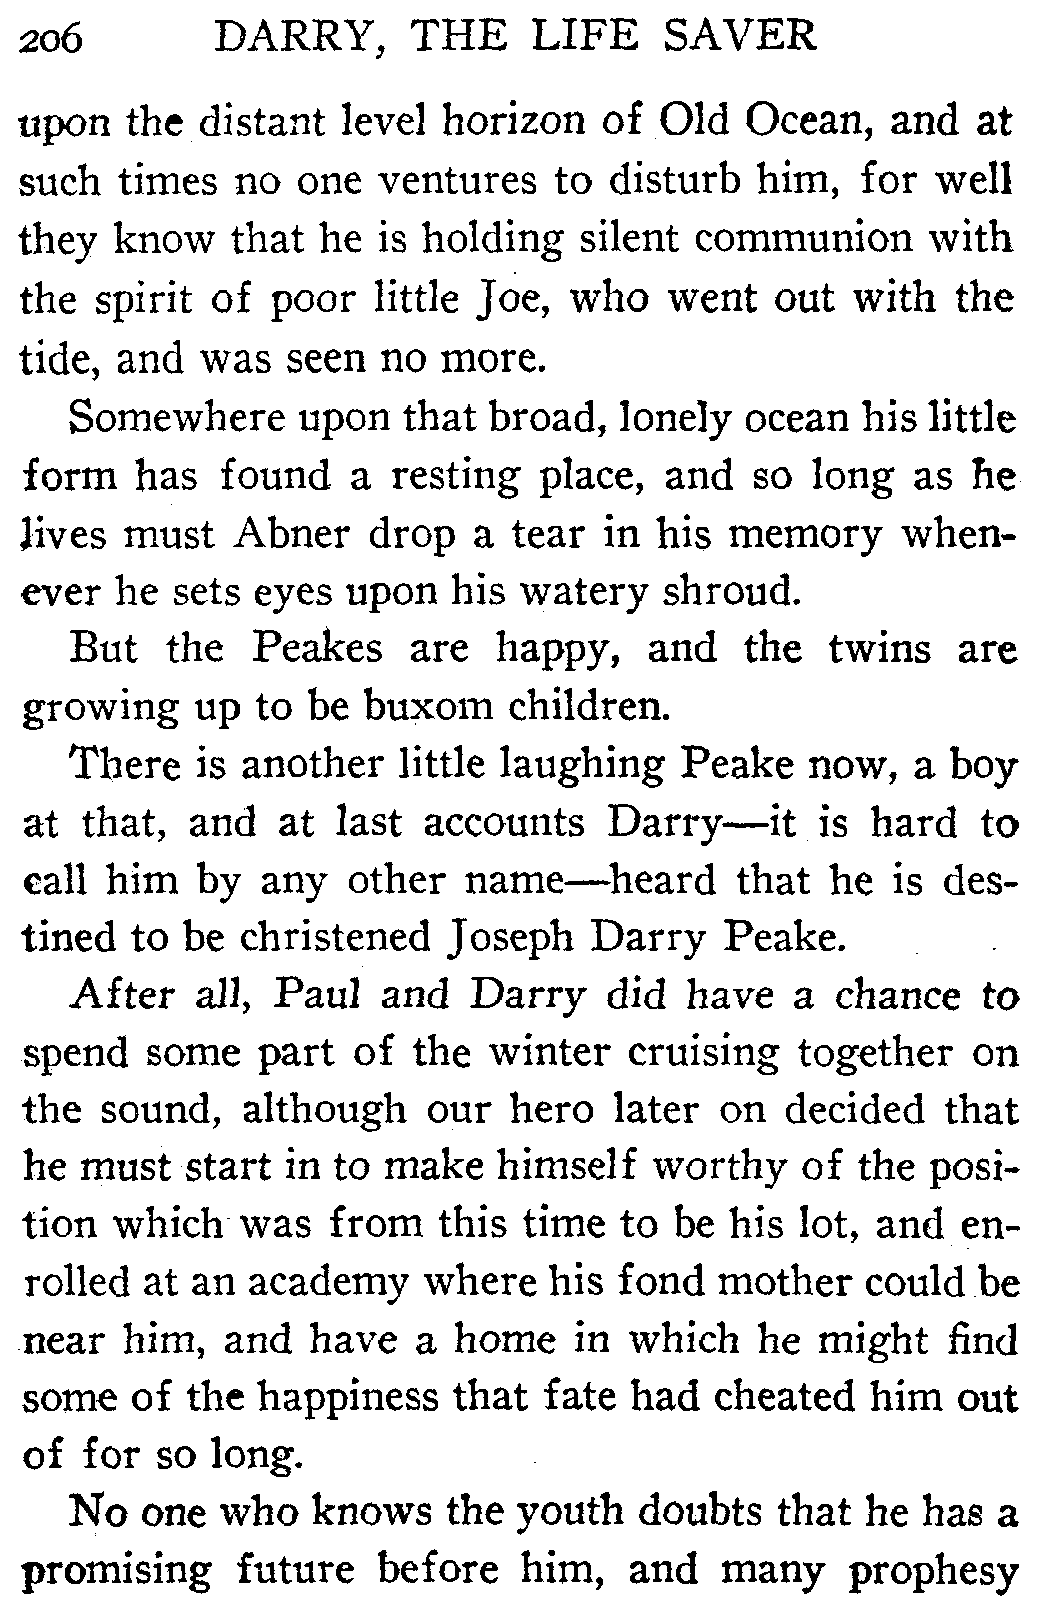 206 DARRY, THE LIFE SAVER
upon the distant level horizon of Old Ocean, and at
such times no one ventures to disturb him, for well
they know that he is holding silent communion with
the spirit of poor little Joe, who went out with the
tide, and was seen no more.
Somewhere upon that broad, lonely ocean his little
form has found a resting place, and so long as he
lives must Abner drop a tear in his memory when-
ever he sets eyes upon his watery shroud.
But the Peakes are happy, and the twins are
growing up to be buxom children.
There is another little laughing Peake now, a boy
at that, and at last accounts Darry—it is hard to
call him by any other name—heard that he is des-
tined to be christened Joseph Darry Peake.
After all, Paul and Darry did have a chance to
spend some part of the winter cruising together on
the sound, although our hero later on decided that
he must start in to make himself worthy of the posi-
tion which was from this time to be his lot, and en-
rolled at an academy where his fond mother could be
near him, and have a home in which he might find
some of the happiness that fate had cheated him out
of for so long.
No one who knows the youth doubts that he has a
promising future before him, and many prophesy